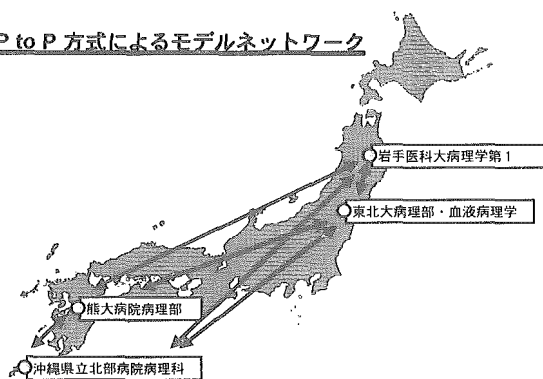 P to P 方式によるモデルネットワーク
岩手医科大病理学第1
東北大病理部・血液病理学
熊大病院病理部
沖縄県立北部病院病理科